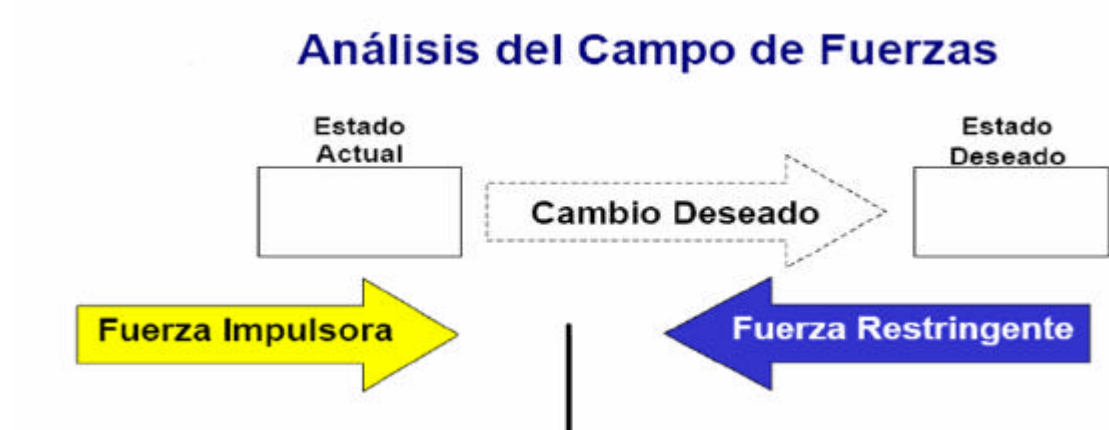 Análisis del Campo de Fuerzas
Estado
Actual
Estado
Deseado
Cambio Deseado
Fuerza Impulsora
Fuerza Restringente